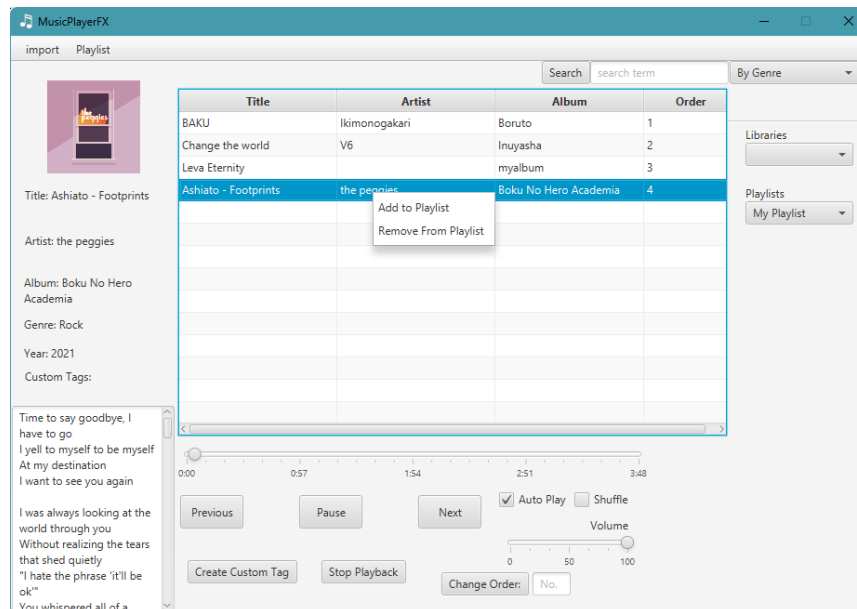 MusicPlayerFX
import Playlist
Search search term By Genre
the
peggies
Title: Ashiato - Footprints
Artist: the peggies
Album: Boku No Hero
Academia
Genre: Rock
Year: 2021
Custom Tags:
Time to say goodbye, I
have to go
I yell to myself to be myself
At my destination
I want to see you again
I was always looking at the
world through you
Without realizing the tears
that shed quietly
"I hate the phrase 'it'll be
ok'"
You whispered all of a
Title Artist Album Order
BAKU Ikimonogakari Boruto 1
Change the world V6 Inuyasha 2
Leva Eternity myalbum 3
Ashiato - Footprints the peggies Boku No Hero Academia 4
Add to Playlist
Remove From Playlist
Libraries
Playlists
My Playlist
0:00 0:57 1:54 2:51 3:48
Previous Pause Next Auto Play Shuffle
Volume
0 50 100
Create Custom Tag Stop Playback Change Order: No.